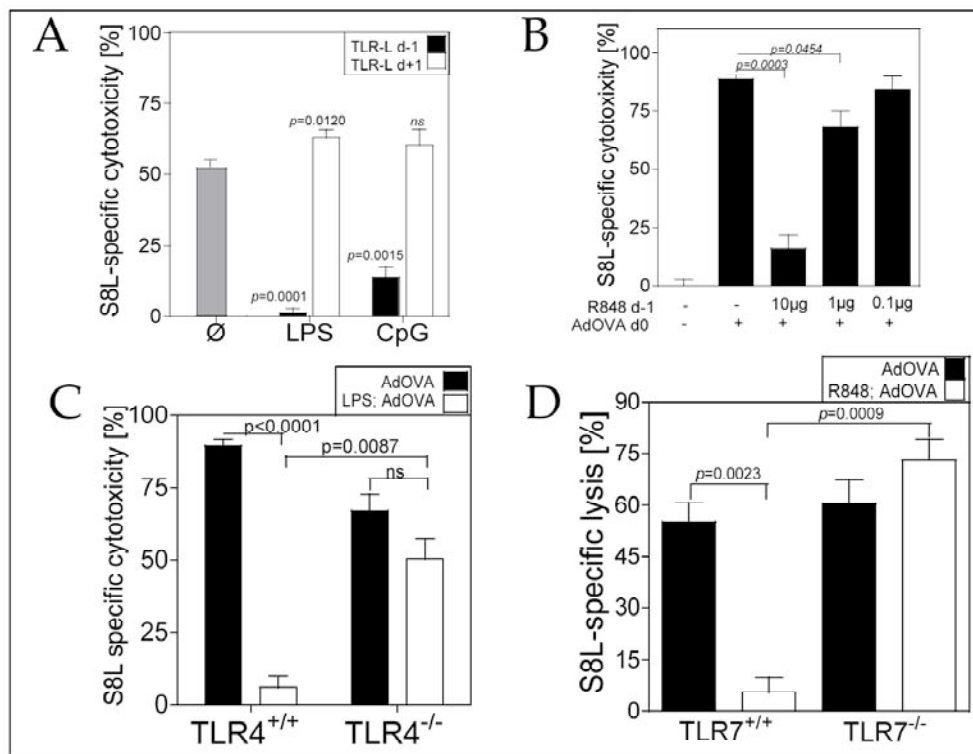 A
S8L-specific cytotoxicity [%]
100
75
50
25
0
TLR-L d-1
TLR-L d+1
p=0.0001
p=0.0120
p=0.0015
ns
Ø LPS CpG
B
S8L-specific cytotoxixity [%]
100
75
50
25
0
p=0.0454
p=0.0003
R848 d-1 - - 10µg 1µg 0.1µg
AdOVA d0 - + + + +
C
S8L specific cytotoxicity [%]
100
75
50
25
0
AdOVA
LPS; AdOVA
p<0.0001
p=0.0087
ns
TLR4+/+ TLR4-/-
D
S8L-specific lysis [%]
90
75
60
45
30
15
0
AdOVA
R848; AdOVA
p=0.0009
p=0.0023
TLR7+/+ TLR7-/-